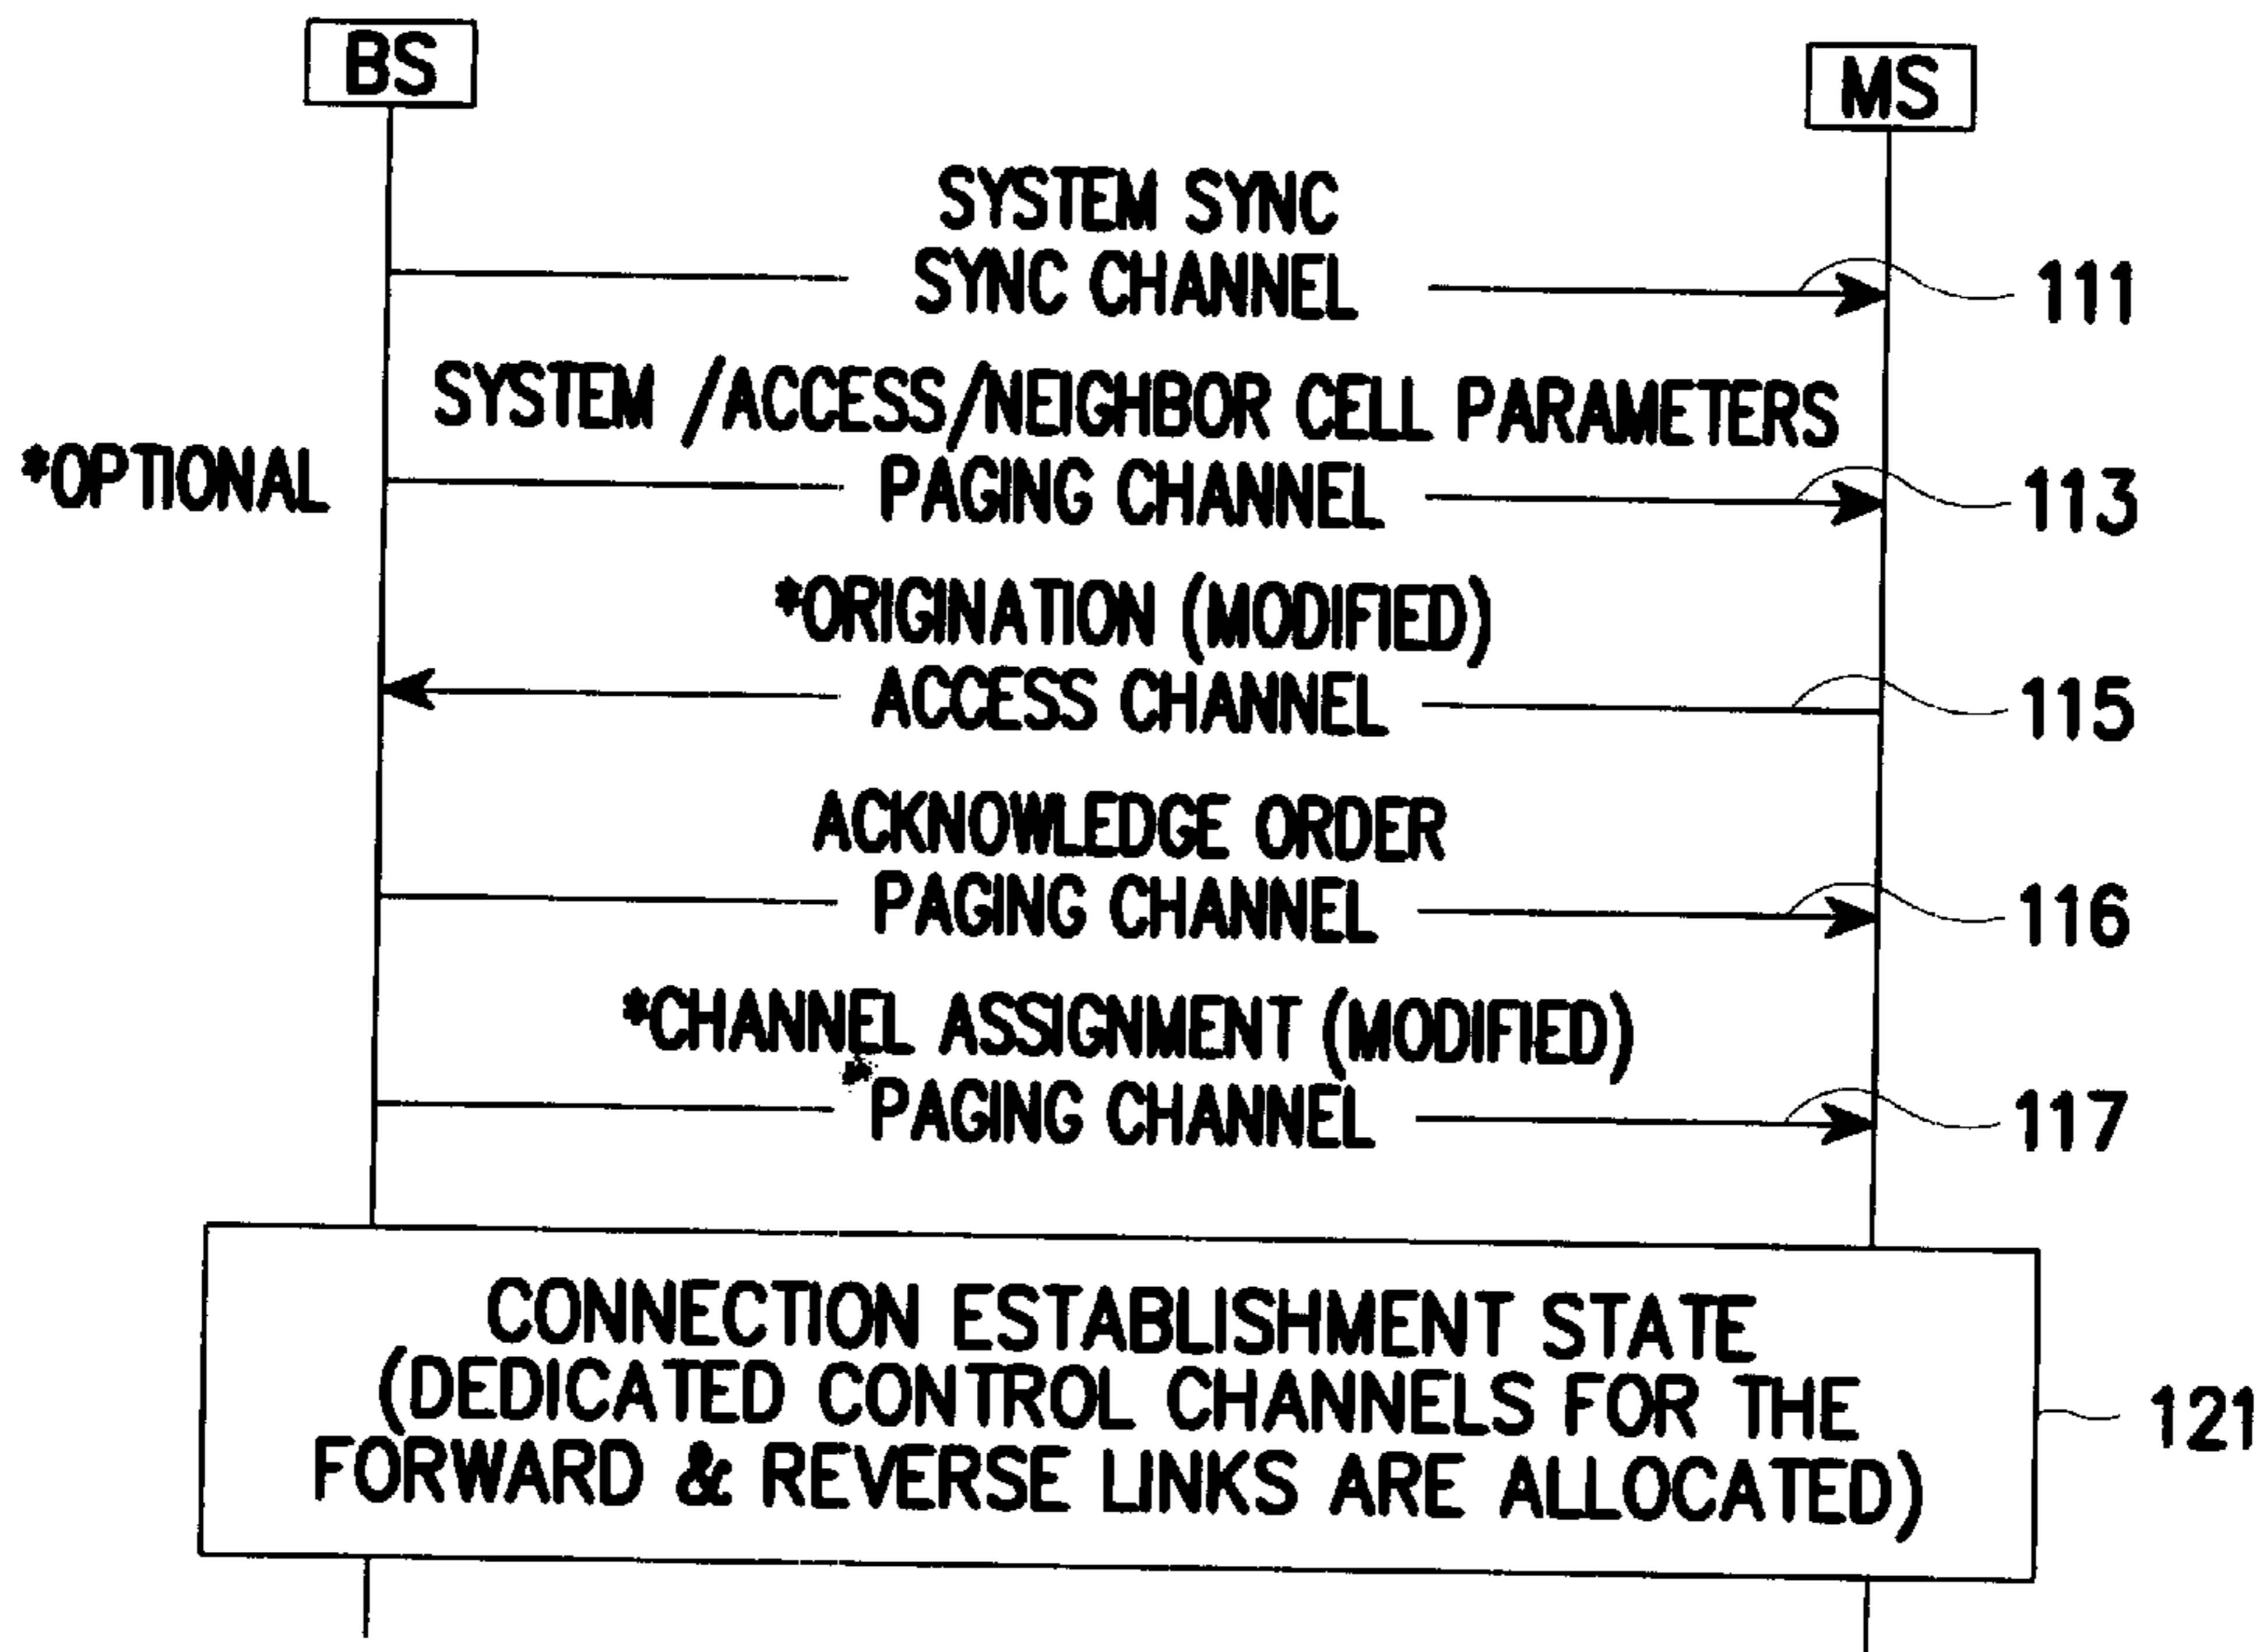 BS
MS
SYSTEM SYNC
SYNC CHANNEL
111
SYSTEM /ACCESS/NEIGHBOR CELL PARAMETERS
*OPTIONAL
PAGING CHANNEL
113
*ORIGINATION (MODIFIED)
ACCESS CHANNEL
115
ACKNOWLEDGE ORDER
PAGING CHANNEL
116
*CHANNEL ASSIGNMENT (MODIFIED)
*PAGING CHANNEL
117
CONNECTION ESTABLISHMENT STATE
(DEDICATED CONTROL CHANNELS FOR THE
FORWARD & REVERSE LINKS ARE ALLOCATED)
121